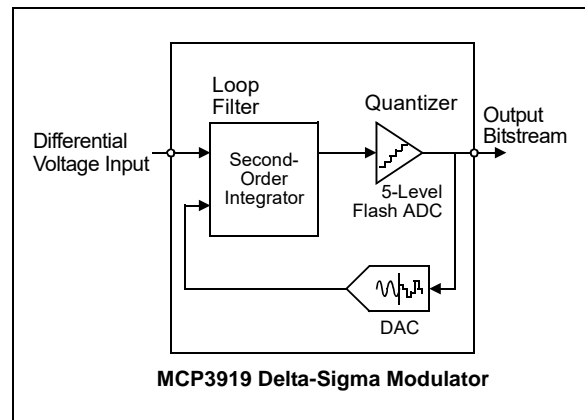 Loop
Filter
Quantizer
Output
Bitstream
Differential
Voltage Input
Second-
Order
Integrator
5-Level
Flash ADC
DAC
MCP3919 Delta-Sigma Modulator